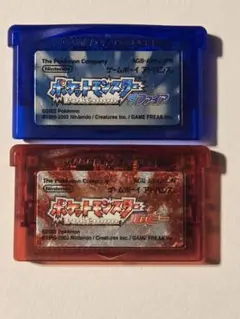 The Pokémon Company
Nintendo
ゲームボーイ アドバンス
ポケットモンスター
サファイア
©2002 Pokémon
©1995-2002 Nintendo / Creatures Inc. / GAME FREAK inc.
The Pokémon Company
Nintendo
ゲームボーイ アドバンス
ポケットモンスター
ルビー
©2002 Pokémon
©1995-2002 Nintendo / Creatures Inc. / GAME FREAK inc.